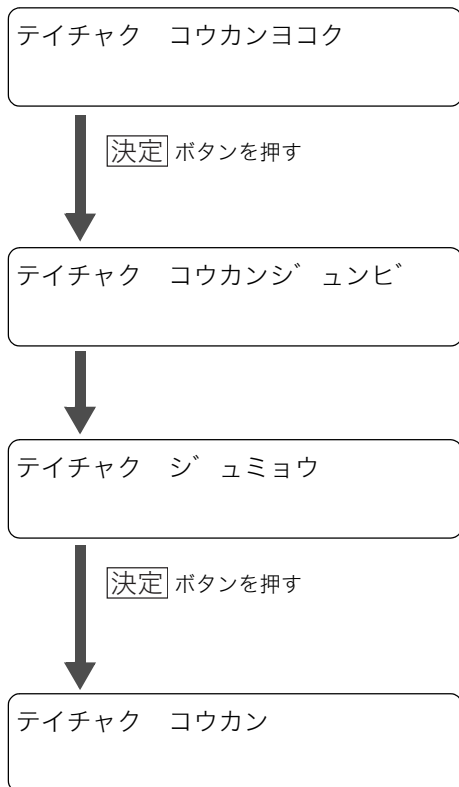 テイチャク　コウカンヨコク
決定 ボタンを押す
テイチャク　コウカンシ゛ュンヒ゛
テイチャク　シ゛ュミョウ
決定 ボタンを押す
テイチャク　コウカン